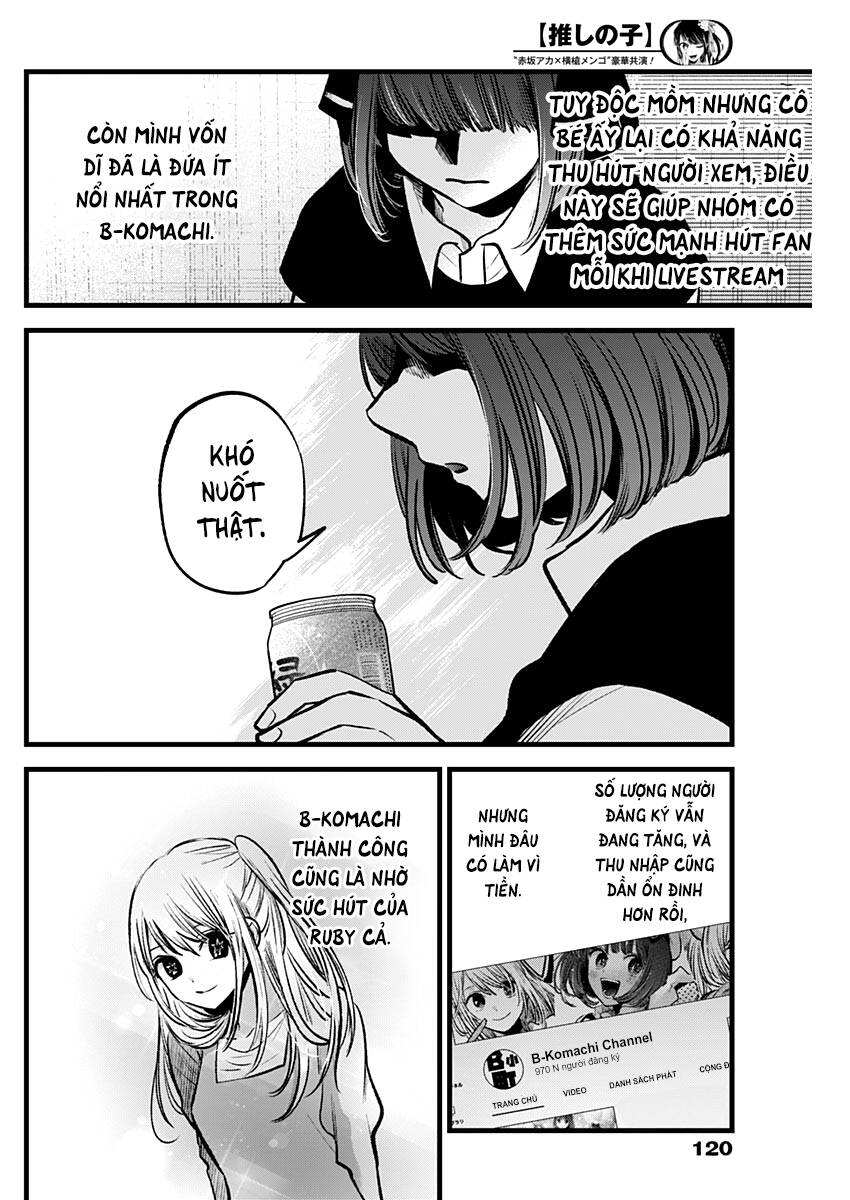 【推しの子】
“赤坂アカ×横槍メンゴ”豪華共演!
TUY ĐỘC MỒM NHƯNG CÔ
BÉ ẤY LẠI CÓ KHẢ NĂNG
THU HÚT NGƯỜI XEM, ĐIỀU
NÀY SẼ GIÚP NHÓM CÓ
THÊM SỨC MẠNH HÚT FAN
MỖI KHI LIVESTREAM
CÒN MÌNH VỐN
DĨ ĐÃ LÀ ĐỨA ÍT
NỔI NHẤT TRONG
B-KOMACHI.
KHÓ
NUỐT
THẬT.
SỐ LƯỢNG NGƯỜI
ĐĂNG KÝ VẪN
ĐANG TĂNG, VÀ
THU NHẬP CŨNG
DẦN ỔN ĐINH
HƠN RỒI,
NHƯNG
MÌNH ĐÂU
CÓ LÀM VÌ
TIỀN.
B小町
B-Komachi Channel
970 N người đăng ký
TRANG CHỦ
VIDEO
DANH SÁCH PHÁT
CỘNG Đ
B-KOMACHI
THÀNH CÔNG
CŨNG LÀ NHỜ
SỨC HÚT CỦA
RUBY CẢ.
120